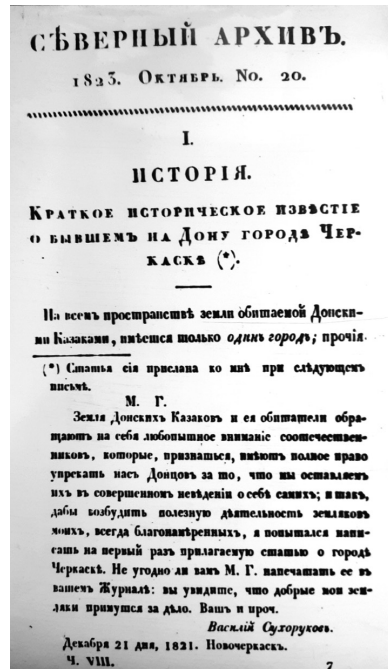 СѢВЕРНЫЙ АРХИВЪ.
1823. Октябрь. No. 20.
I.
ИСТОРІЯ.
Краткое историческое извѣстіе
о бывшемъ на Дону городѣ Чер-
каскѣ (*).
На всемъ пространствѣ земли обитаемой Донски-
ми Казаками, имѣется только одинъ городъ; прочія
(*) Статья сія прислана ко мнѣ при слѣдующемъ
письмѣ.
М. Г.
Земля Донскихъ Казаковъ и ея обитатели обра-
щаютъ на себя любопытное вниманіе соотечествен-
никовъ, которые, признаться, имѣютъ полное право
упрекать насъ Донцовъ за то, что мы оставляемъ
ихъ въ совершенномъ невѣденіи о себѣ самихъ; и такъ,
дабы возбудить полезную дѣятельность земляковъ
моихъ, всегда благонамѣренныхъ, я попытался напи-
сать на первый разъ прилагаемую статью о городѣ
Черкаскѣ. Не угодно ли вамъ М. Г. напечатать ее въ
вашемъ Журналѣ: вы увидите, что добрые мои зем-
ляки примутся за дѣло. Вашъ и проч.
Василій Сухоруковъ.
Декабря 21 дня, 1821. Новочеркаскъ.
Ч. VIII.